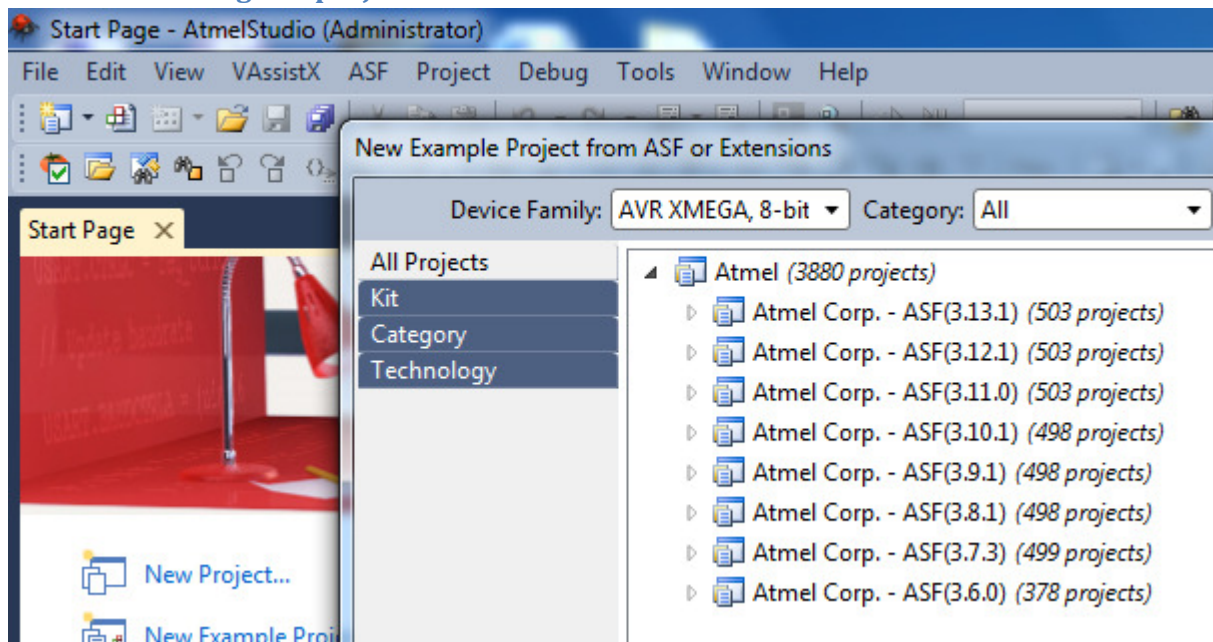 Start Page - AtmelStudio (Administrator)
File Edit View VAssistX ASF Project Debug Tools Window Help
New Example Project from ASF or Extensions
Device Family: AVR XMEGA, 8-bit Category: All
Start Page
All Projects
Kit
Category
Technology
Atmel (3880 projects)
Atmel Corp. - ASF(3.13.1) (503 projects)
Atmel Corp. - ASF(3.12.1) (503 projects)
Atmel Corp. - ASF(3.11.0) (503 projects)
Atmel Corp. - ASF(3.10.1) (498 projects)
Atmel Corp. - ASF(3.9.1) (498 projects)
Atmel Corp. - ASF(3.8.1) (498 projects)
Atmel Corp. - ASF(3.7.3) (499 projects)
Atmel Corp. - ASF(3.6.0) (378 projects)
// Update baudrate
New Project...
New Example